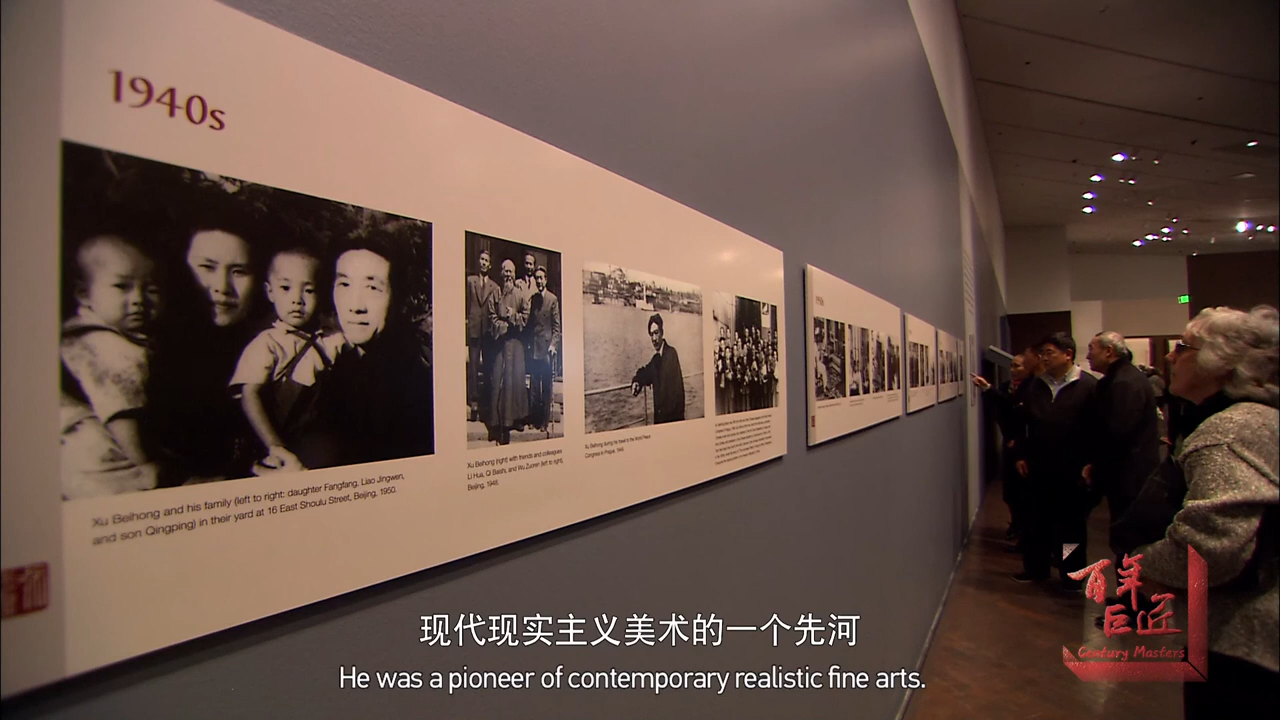 1940s
Xu Beihong and his family (left to right: daughter Fangfang, Liao Jingwen,
and son Qingping) in their yard at 16 East Shoulu Street, Beijing, 1950.
Xu Beihong (right) with friends and colleagues
Li Hua, Qi Baishi, and Wu Zuoren (left to right),
Beijing, 1948.
Xu Beihong during his travel to the World Peace
Congress in Prague, 1949.
现代现实主义美术的一个先河
He was a pioneer of contemporary realistic fine arts.
百年
巨匠
Century Masters